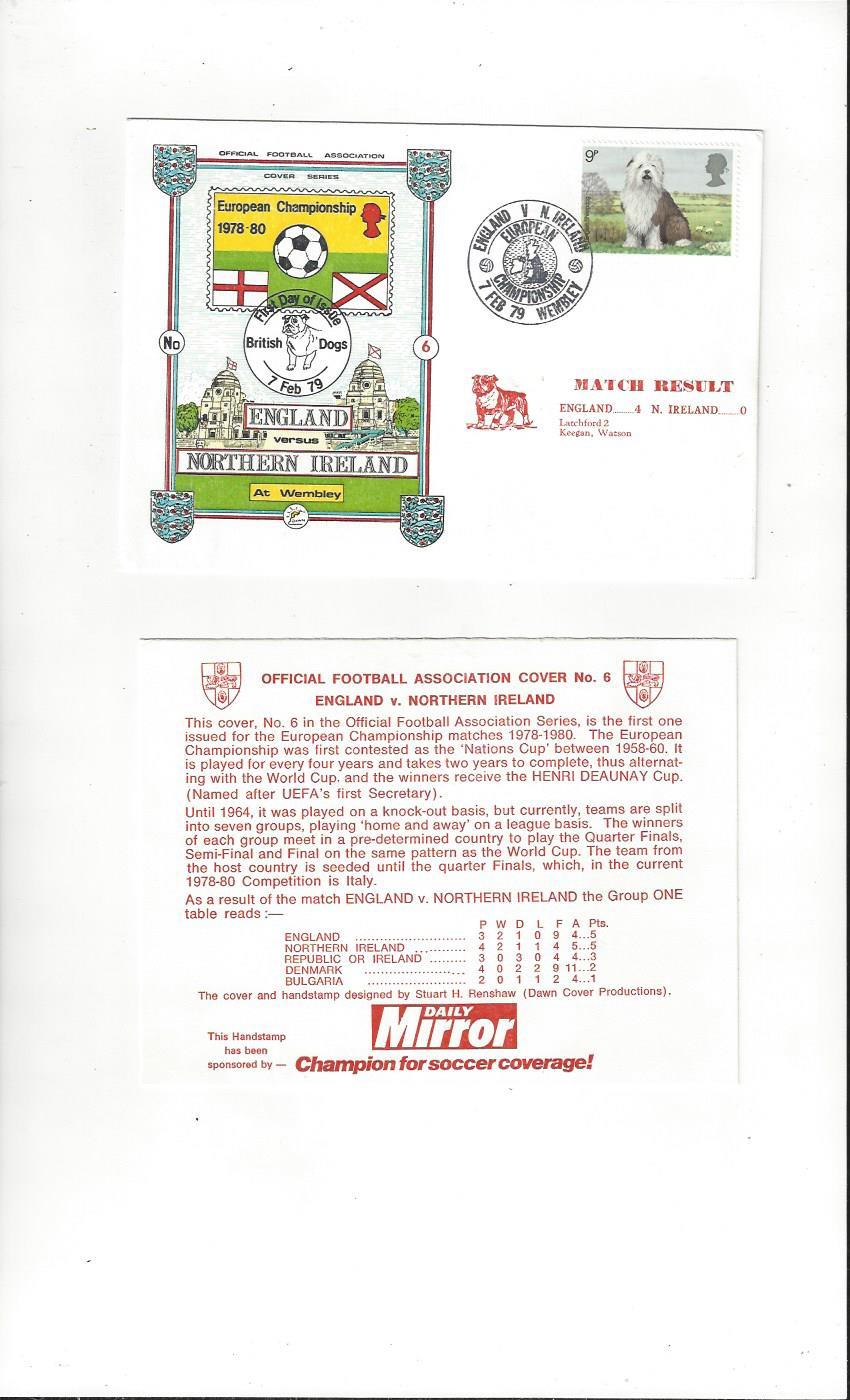 OFFICIAL FOOTBALL ASSOCIATION
COVER SERIES
European Championship
1978-80
First Day of Issue
British Dogs
7 Feb 79
No
6
ENGLAND
versus
NORTHERN IRELAND
At Wembley
9P
ENGLAND V N. IRELAND
EUROPEAN
CHAMPIONSHIP
7 FEB 79 WEMBLEY
MATCH RESULT
ENGLAND.........4 N. IRELAND.........0
Latchford 2
Keegan, Watson
OFFICIAL FOOTBALL ASSOCIATION COVER No. 6
ENGLAND v. NORTHERN IRELAND
This cover, No. 6 in the Official Football Association Series, is the first one
issued for the European Championship matches 1978-1980. The European
Championship was first contested as the 'Nations Cup' between 1958-60. It
is played for every four years and takes two years to complete, thus alternat-
ing with the World Cup. and the winners receive the HENRI DEAUNAY Cup.
(Named after UEFA's first Secretary).
Until 1964, it was played on a knock-out basis, but currently, teams are split
into seven groups, playing 'home and away' on a league basis. The winners
of each group meet in a pre-determined country to play the Quarter Finals,
Semi-Final and Final on the same pattern as the World Cup. The team from
the host country is seeded until the quarter Finals, which, in the current
1978-80 Competition is Italy.
As a result of the match ENGLAND v. NORTHERN IRELAND the Group ONE
table reads :—
P W D L F A Pts.
ENGLAND ........................... 3 2 1 0 9 4...5
NORTHERN IRELAND ............. 4 2 1 1 4 5...5
REPUBLIC OR IRELAND ......... 3 0 3 0 4 4...3
DENMARK ......................... 4 0 2 2 9 11...2
BULGARIA ......................... 2 0 1 1 2 4...1
The cover and handstamp designed by Stuart H. Renshaw (Dawn Cover Productions).
This Handstamp
has been
sponsored by —
DAILY
Mirror
Champion for soccer coverage!